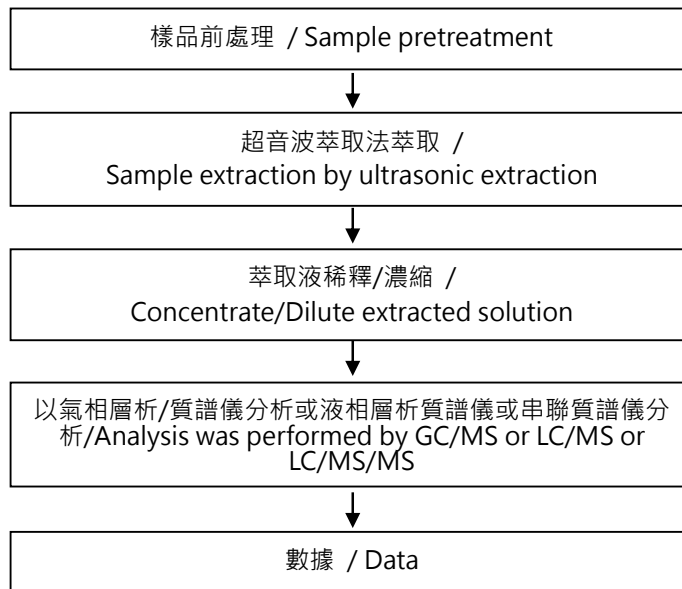 樣品前處理 / Sample pretreatment
超音波萃取法萃取 /
Sample extraction by ultrasonic extraction
萃取液稀釋/濃縮 /
Concentrate/Dilute extracted solution
以氣相層析/質譜儀分析或液相層析質譜儀或串聯質譜儀分
析/Analysis was performed by GC/MS or LC/MS or
LC/MS/MS
數據 / Data